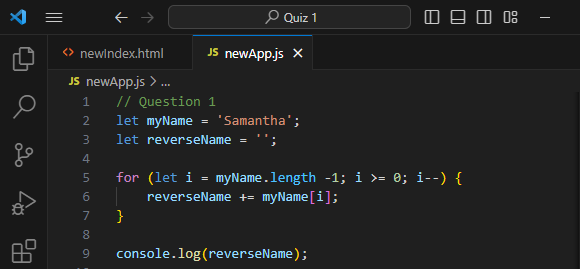 Quiz 1
newIndex.html
JS newApp.js
JS newApp.js > ...
1 // Question 1
2 let myName = 'Samantha';
3 let reverseName = '';
4
5 for (let i = myName.length -1; i >= 0; i--) {
6     reverseName += myName[i];
7 }
8
9 console.log(reverseName);